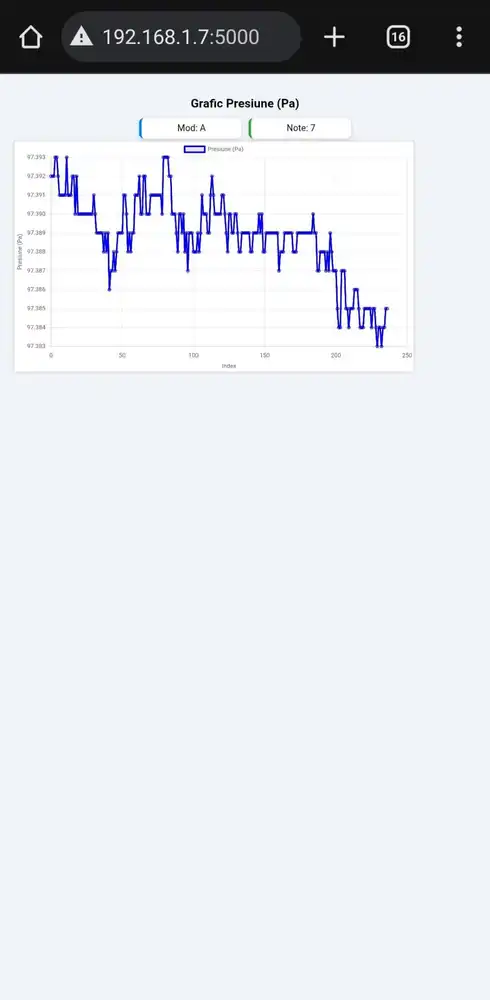 192.168.1.7:5000
16
Grafic Presiune (Pa)
Mod: A
Note: 7
Presiune (Pa)
97.393
97.392
97.391
97.390
97.389
97.388
97.387
97.386
97.385
97.384
97.383
Presiune (Pa)
0 50 100 150 200 250
Index